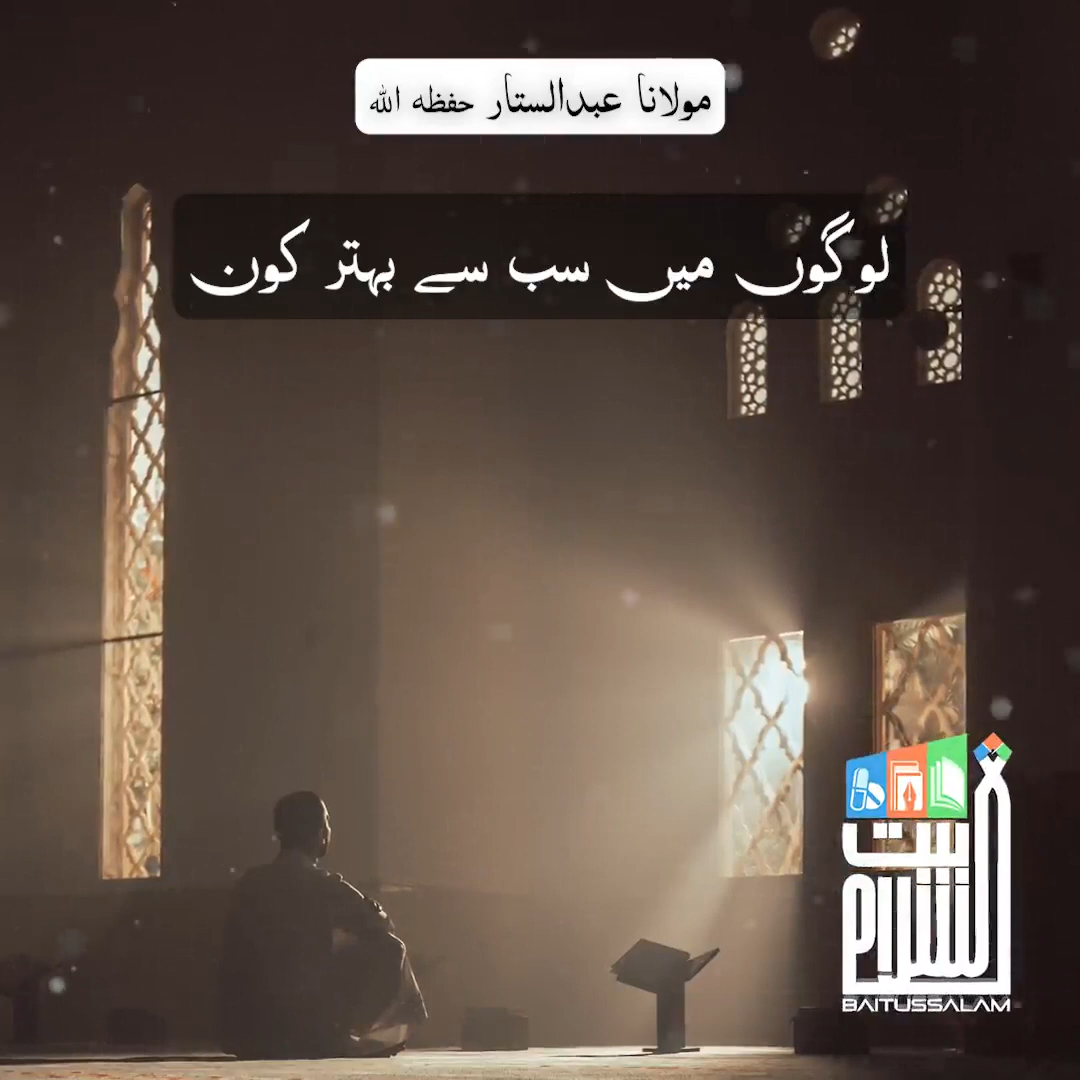 مولانا عبدالستار حفظہ اللہ
لوگوں میں سب سے بہتر کون
بیت السلام
BAITUSSALAM